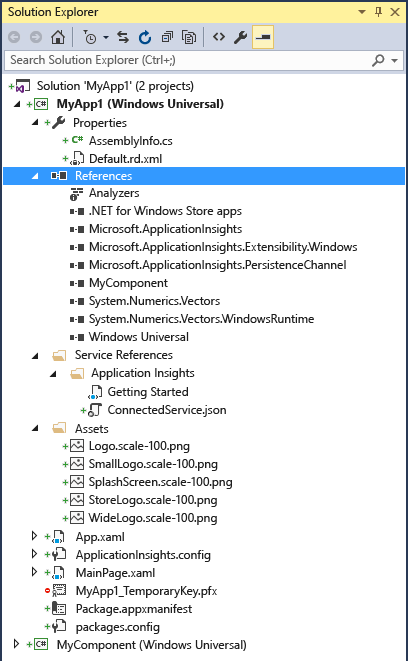 Solution Explorer
Search Solution Explorer (Ctrl+;)
Solution 'MyApp1' (2 projects)
MyApp1 (Windows Universal)
Properties
AssemblyInfo.cs
Default.rd.xml
References
Analyzers
.NET for Windows Store apps
Microsoft.ApplicationInsights
Microsoft.ApplicationInsights.Extensibility.Windows
Microsoft.ApplicationInsights.PersistenceChannel
MyComponent
System.Numerics.Vectors
System.Numerics.Vectors.WindowsRuntime
Windows Universal
Service References
Application Insights
Getting Started
ConnectedService.json
Assets
Logo.scale-100.png
SmallLogo.scale-100.png
SplashScreen.scale-100.png
StoreLogo.scale-100.png
WideLogo.scale-100.png
App.xaml
ApplicationInsights.config
MainPage.xaml
MyApp1_TemporaryKey.pfx
Package.appxmanifest
packages.config
MyComponent (Windows Universal)